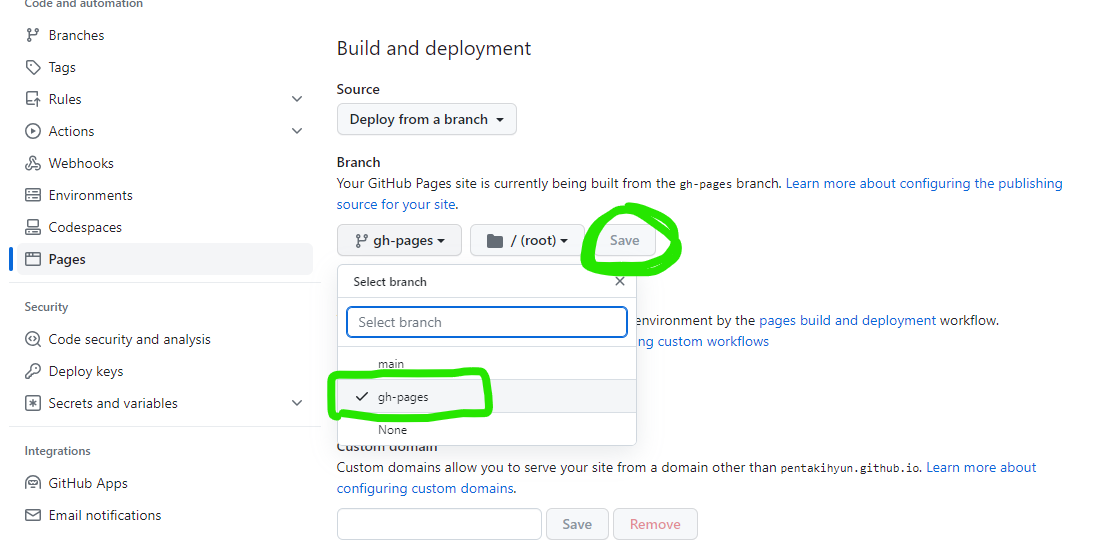 Code and automation
Branches
Tags
Rules
Actions
Webhooks
Environments
Codespaces
Pages
Security
Code security and analysis
Deploy keys
Secrets and variables
Integrations
GitHub Apps
Email notifications
Build and deployment
Source
Deploy from a branch
Branch
Your GitHub Pages site is currently being built from the gh-pages branch. Learn more about configuring the publishing
source for your site.
gh-pages / (root) Save
Select branch
Select branch
environment by the pages build and deployment workflow.
ng custom workflows
main
gh-pages
None
Custom domain
Custom domains allow you to serve your site from a domain other than pentakihyun.github.io. Learn more about
configuring custom domains.
Save Remove